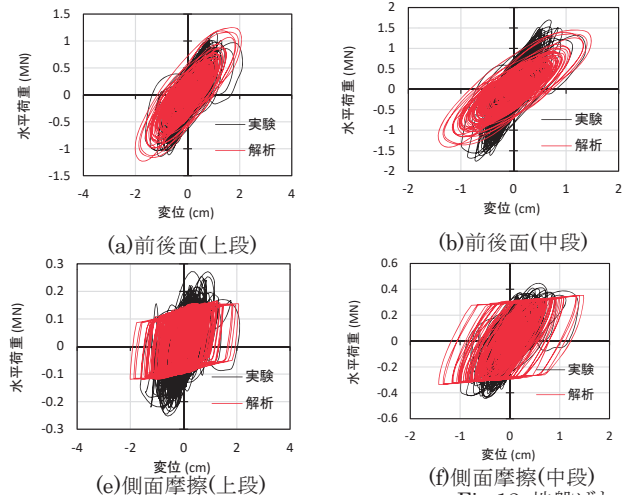 水平荷重 (MN)
1.5
1
0.5
0
-0.5
-1
-1.5
-4
-2
0
2
4
実験
解析
変位 (cm)
(a)前後面(上段)
水平荷重 (MN)
2
1.5
1
0.5
0
-0.5
-1
-1.5
-2
-2
-1
0
1
2
実験
解析
変位 (cm)
(b)前後面(中段)
水平荷重 (MN)
0.3
0.2
0.1
0
-0.1
-0.2
-0.3
-4
-2
0
2
4
実験
解析
変位 (cm)
(e)側面摩擦(上段)
水平荷重 (MN)
0.6
0.4
0.2
0
-0.2
-0.4
-0.6
-2
-1
0
1
2
実験
解析
変位 (cm)
(f)側面摩擦(中段)